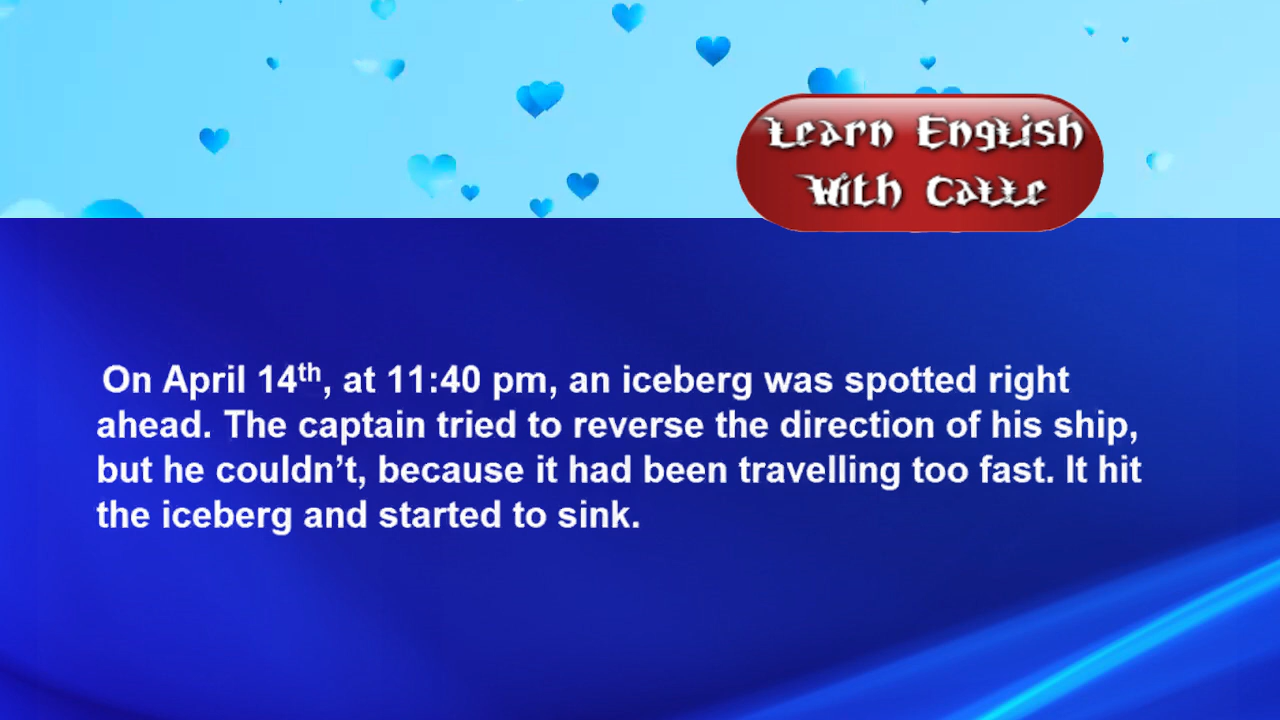 Learn English
With Catte
On April 14th, at 11:40 pm, an iceberg was spotted right
ahead. The captain tried to reverse the direction of his ship,
but he couldn’t, because it had been travelling too fast. It hit
the iceberg and started to sink.